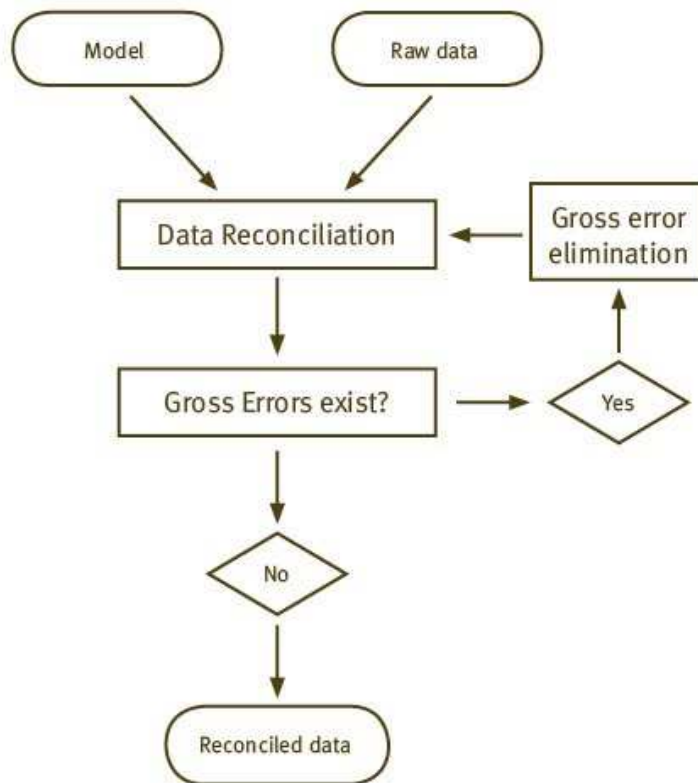 Model
Raw data
Data Reconciliation
Gross error
elimination
Gross Errors exist?
Yes
No
Reconciled data